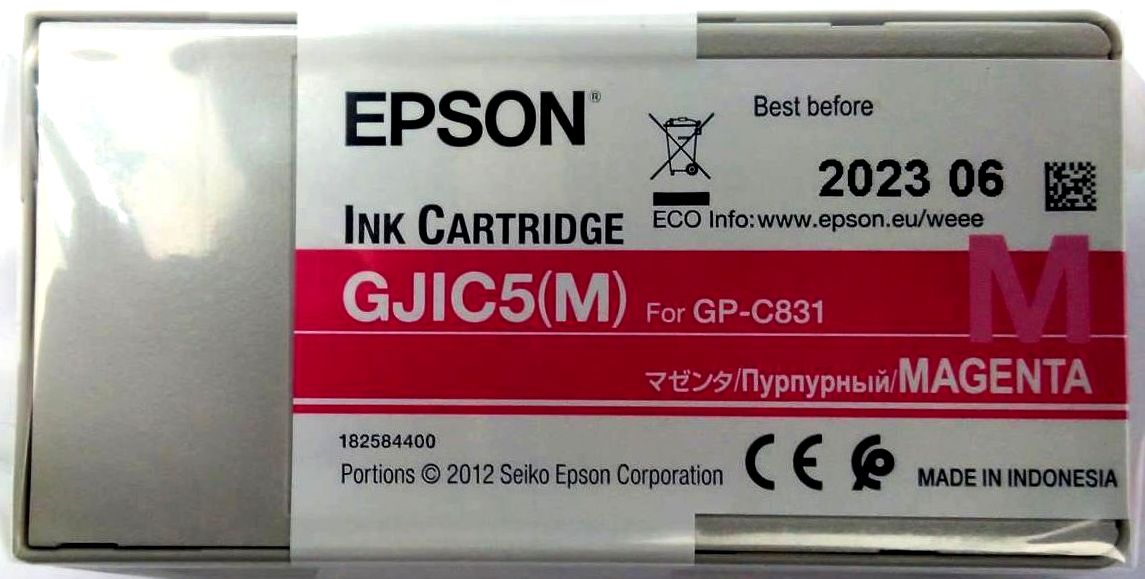 EPSON®
Best before
2023 06
INK CARTRIDGE
ECO Info:www.epson.eu/weee
M
GJIC5(M) For GP-C831
マゼンタ/Пурпурный/MAGENTA
182584400
Portions © 2012 Seiko Epson Corporation
CE
MADE IN INDONESIA